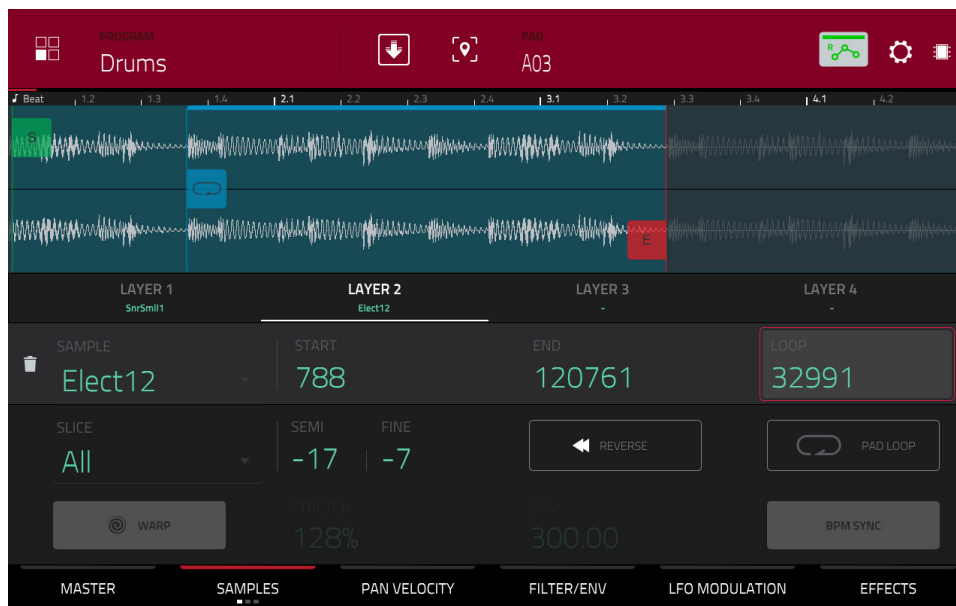 PROGRAM
Drums
PAD
A03
R
Beat 1.2 1.3 1.4 2.1 2.2 2.3 2.4 3.1 3.2 3.3 3.4 4.1 4.2
S
E
LAYER 1 LAYER 2 LAYER 3 LAYER 4
SnrSmll1 Elect12 - -
SAMPLE START END LOOP
Elect12 788 120761 32991
SLICE SEMI FINE
All -17 -7 REVERSE PAD LOOP
STRETCH BPM
WARP 128% 300.00 BPM SYNC
MASTER SAMPLES PAN VELOCITY FILTER/ENV LFO MODULATION EFFECTS